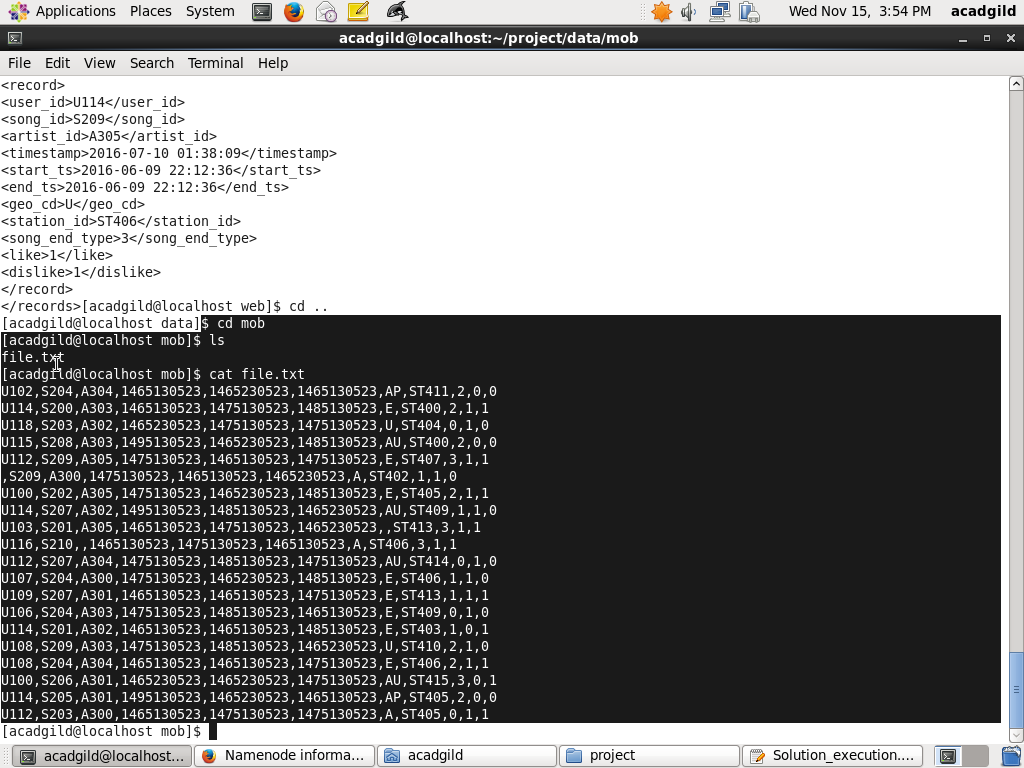 Applications Places System Wed Nov 15, 3:54 PM acadgild
acadgild@localhost:~/project/data/mob
File Edit View Search Terminal Help
<record>
<user_id>U114</user_id>
<song_id>S209</song_id>
<artist_id>A305</artist_id>
<timestamp>2016-07-10 01:38:09</timestamp>
<start_ts>2016-06-09 22:12:36</start_ts>
<end_ts>2016-06-09 22:12:36</end_ts>
<geo_cd>U</geo_cd>
<station_id>ST406</station_id>
<song_end_type>3</song_end_type>
<like>1</like>
<dislike>1</dislike>
</record>
</records>[acadgild@localhost web]$ cd ..
[acadgild@localhost data]$ cd mob
[acadgild@localhost mob]$ ls
file.txt
[acadgild@localhost mob]$ cat file.txt
U102,S204,A304,1465130523,1465230523,1465130523,AP,ST411,2,0,0
U114,S200,A303,1465130523,1475130523,1485130523,E,ST400,2,1,1
U118,S203,A302,1465230523,1475130523,1475130523,U,ST404,0,1,0
U115,S208,A303,1495130523,1465230523,1485130523,AU,ST400,2,0,0
U112,S209,A305,1475130523,1465130523,1475130523,E,ST407,3,1,1
,S209,A300,1475130523,1465130523,1465230523,A,ST402,1,1,0
U100,S202,A305,1475130523,1465230523,1485130523,E,ST405,2,1,1
U114,S207,A302,1495130523,1485130523,1465230523,AU,ST409,1,1,0
U103,S201,A305,1465130523,1475130523,1465230523,,ST413,3,1,1
U116,S210,,1465130523,1475130523,1465130523,A,ST406,3,1,1
U112,S207,A304,1475130523,1485130523,1475130523,AU,ST414,0,1,0
U107,S204,A300,1475130523,1465230523,1485130523,E,ST406,1,1,0
U109,S207,A301,1465230523,1475130523,1465130523,E,ST413,1,1,1
U106,S204,A303,1475130523,1465130523,1465130523,E,ST409,0,1,0
U114,S201,A302,1465130523,1465130523,1485130523,E,ST403,1,0,1
U108,S209,A303,1475130523,1485130523,1465230523,U,ST410,2,1,0
U108,S204,A304,1465130523,1465230523,1475130523,E,ST406,2,1,1
U100,S206,A301,1465230523,1465230523,1475130523,AU,ST415,3,0,1
U114,S205,A301,1495130523,1465230523,1465130523,AP,ST405,2,0,0
U112,S203,A300,1465130523,1475130523,1475130523,A,ST405,0,1,1
[acadgild@localhost mob]$
acadgild@localhost... Namenode informa... acadgild project Solution_execution....